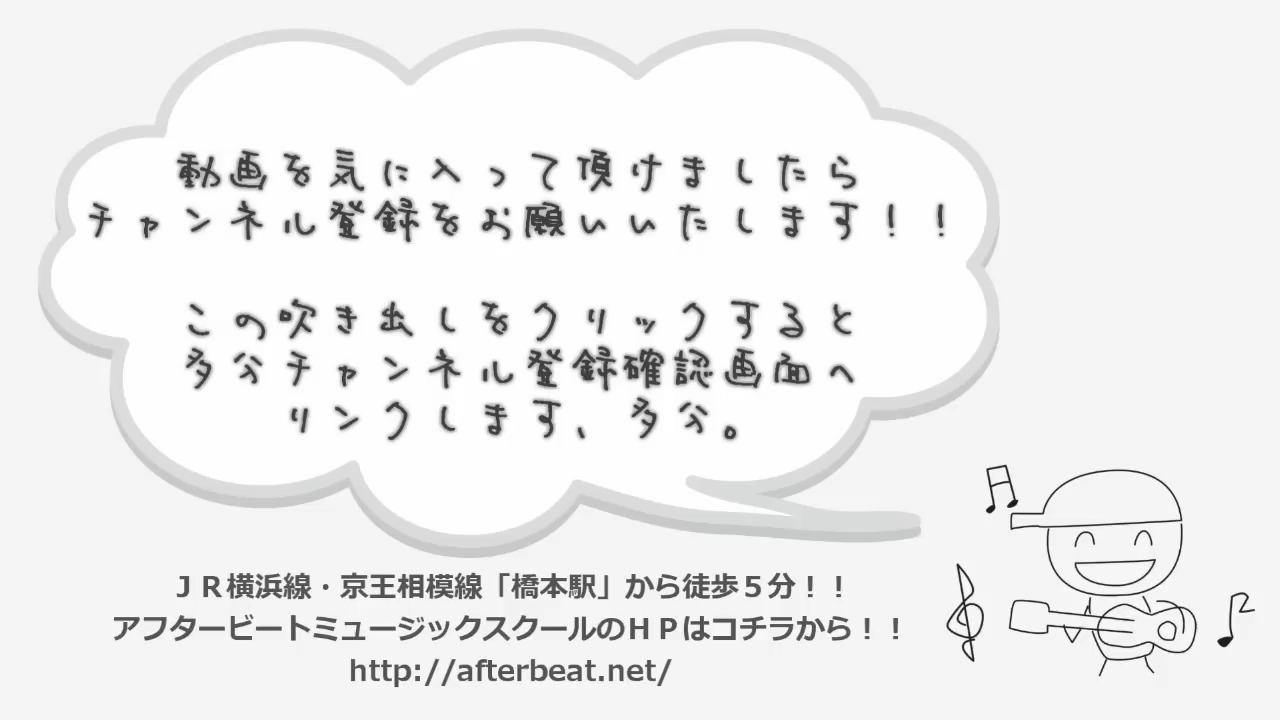 動画を気に入って頂けましたら
チャンネル登録をお願いいたします！！
この吹き出しをクリックすると
多分チャンネル登録確認画面へ
リンクします、多分。
ＪＲ横浜線・京王相模線「橋本駅」から徒歩５分！！
アフタービートミュージックスクールのＨＰはコチラから！！
http://afterbeat.net/